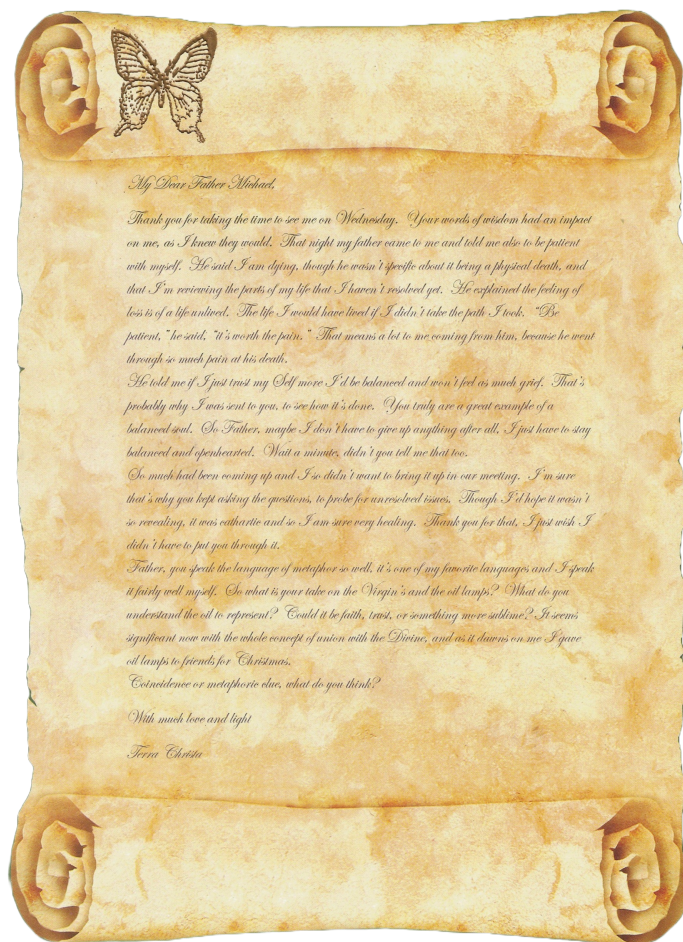 My Dear Father Michael,
Thank you for taking the time to see me on Wednesday. Your words of wisdom had an impact
on me, as I knew they would. That night my father came to me and told me also to be patient
with myself. He said I am dying, though he wasn't specific about it being a physical death, and
that I'm reviewing the parts of my life that I haven't resolved yet. He explained the feeling of
loss is of a life unlived. The life I would have lived if I didn't take the path I took. "Be
patient," he said, "it's worth the pain." That means a lot to me coming from him, because he went
through so much pain at his death.
He told me if I just trust my Self more I'd be balanced and won't feel as much grief. That's
probably why I was sent to you, to see how it's done. You truly are a great example of a
balanced soul. So Father, maybe I don't have to give up anything after all, I just have to stay
balanced and openhearted. Wait a minute, didn't you tell me that too.
So much had been coming up and I so didn't want to bring it up in our meeting. I'm sure
that's why you kept asking the questions, to probe for unresolved issues. Though I'd hope it wasn't
so revealing, it was cathartic and so I am sure very healing. Thank you for that, I just wish I
didn't have to put you through it.
Father, you speak the language of metaphor so well, it's one of my favorite languages and I speak
it fairly well myself. So what is your take on the Virgin's and the oil lamps? What do you
understand the oil to represent? Could it be faith, trust, or something more sublime? It seems
significant now with the whole concept of union with the Divine, and as it dawns on me I gave
oil lamps to friends for Christmas.
Coincidence or metaphoric clue, what do you think?
With much love and light
Terra Christa